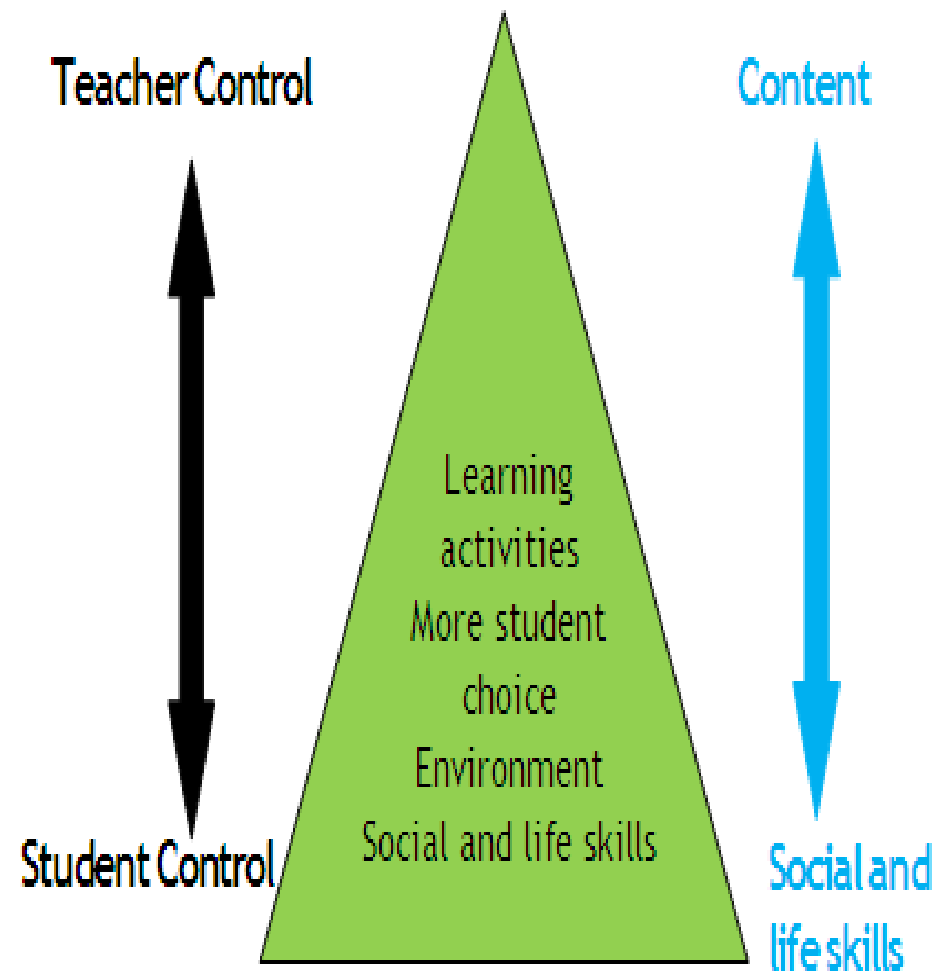 Teacher Control
Content
Learning
activities
More student
choice
Environment
Social and life skills
Student Control
Social and
life skills